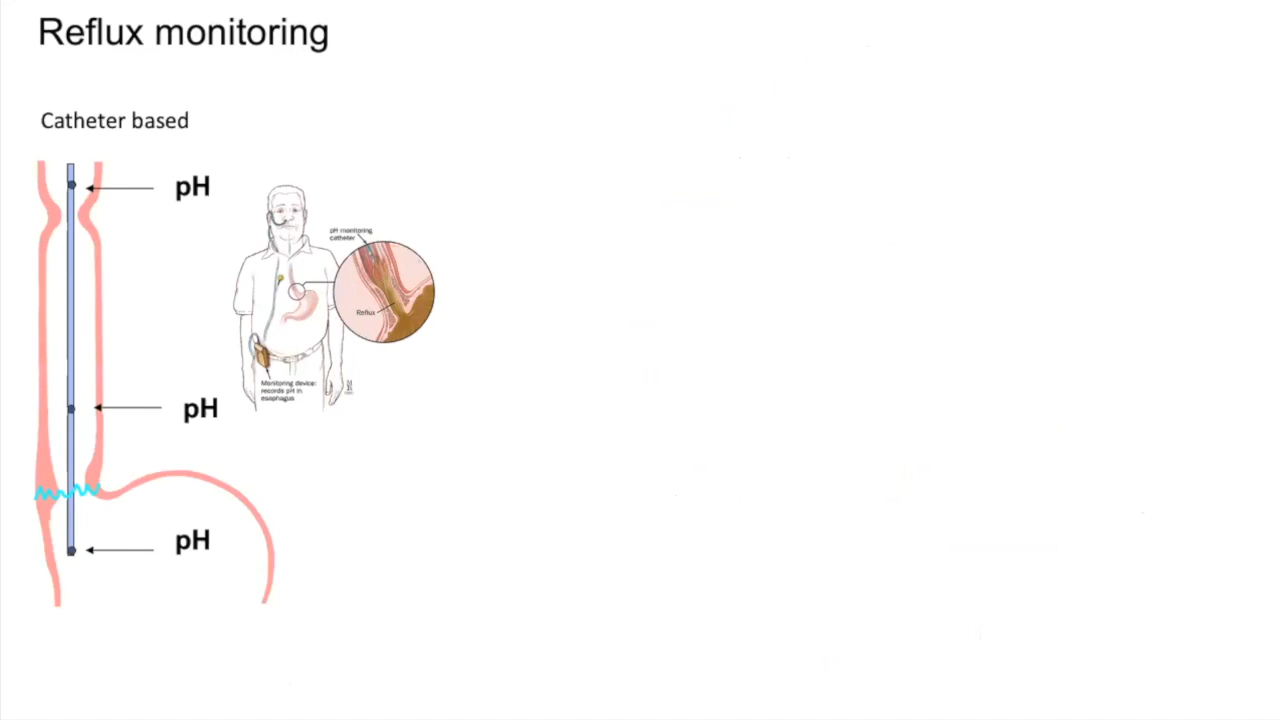 Reflux monitoring
Catheter based
pH
pH monitoring
catheter
Reflux
pH
Monitoring device:
records pH in
esophagus
pH